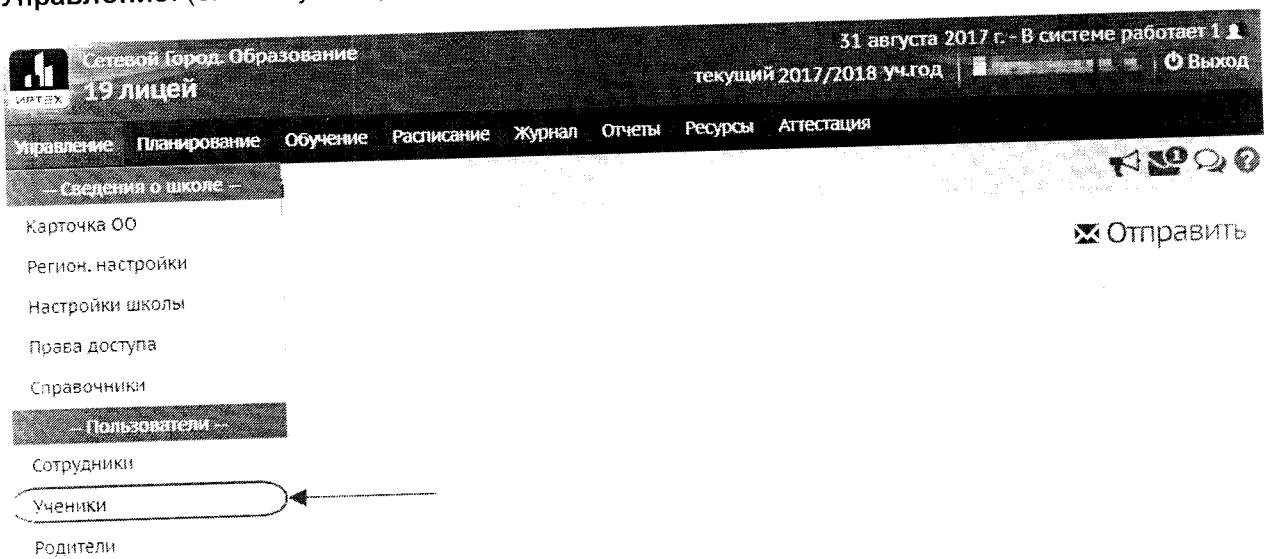 Сетевой Город. Образование
31 августа 2017 г. - В системе работает 1
ИРТЕХ
19 лицей
текущий 2017/2018 уч.год
Выход
Управление Планирование Обучение Расписание Журнал Отчеты Ресурсы Аттестация
-- Сведения о школе --
1
Карточка ОО
Отправить
Регион. настройки
Настройки школы
Права доступа
Справочники
-- Пользователи --
Сотрудники
Ученики
Родители